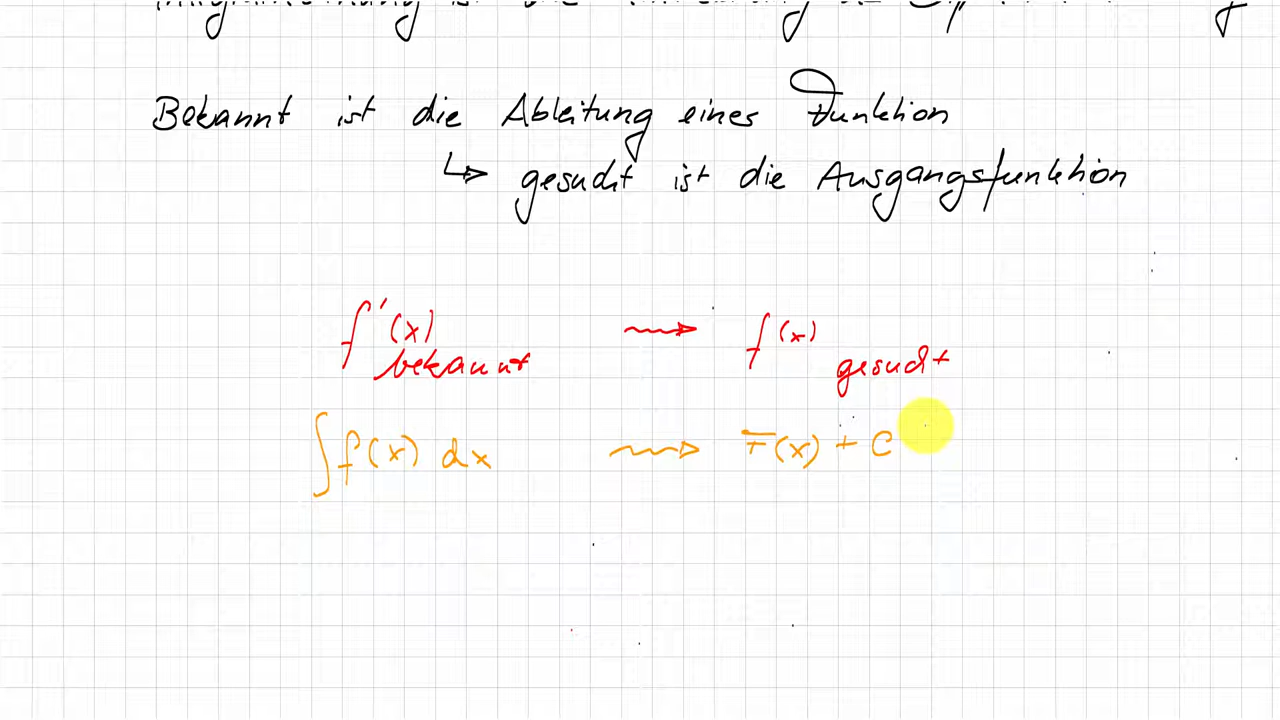 Bekannt ist die Ableitung eines Funktion
↳ gesucht ist die Ausgangsfunktion
f'(x) bekannt ⇝ f(x) gesucht
∫f(x) dx ⇝ F(x) + C